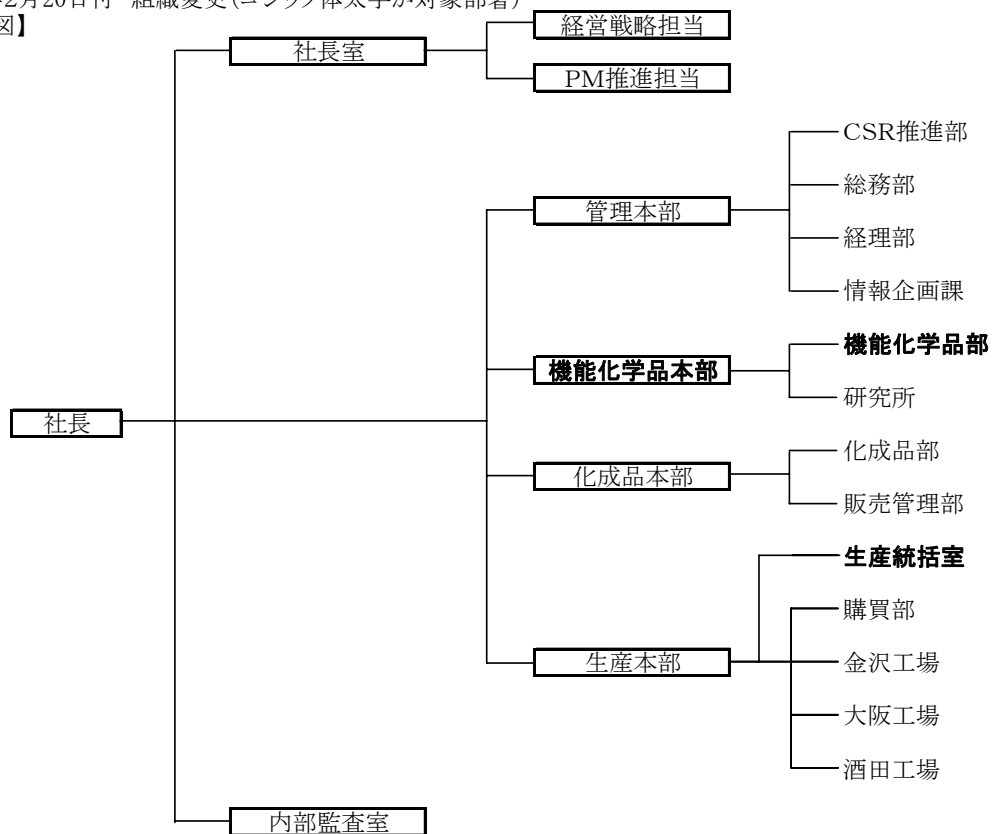 2月20日付 組織変更(ゴシック体太字が対象部署)
図】
経営戦略担当
社長室
PM推進担当
CSR推進部
総務部
管理本部
経理部
情報企画課
機能化学品部
機能化学品本部
研究所
社長
化成品部
化成品本部
販売管理部
生産統括室
購買部
生産本部
金沢工場
大阪工場
酒田工場
内部監査室